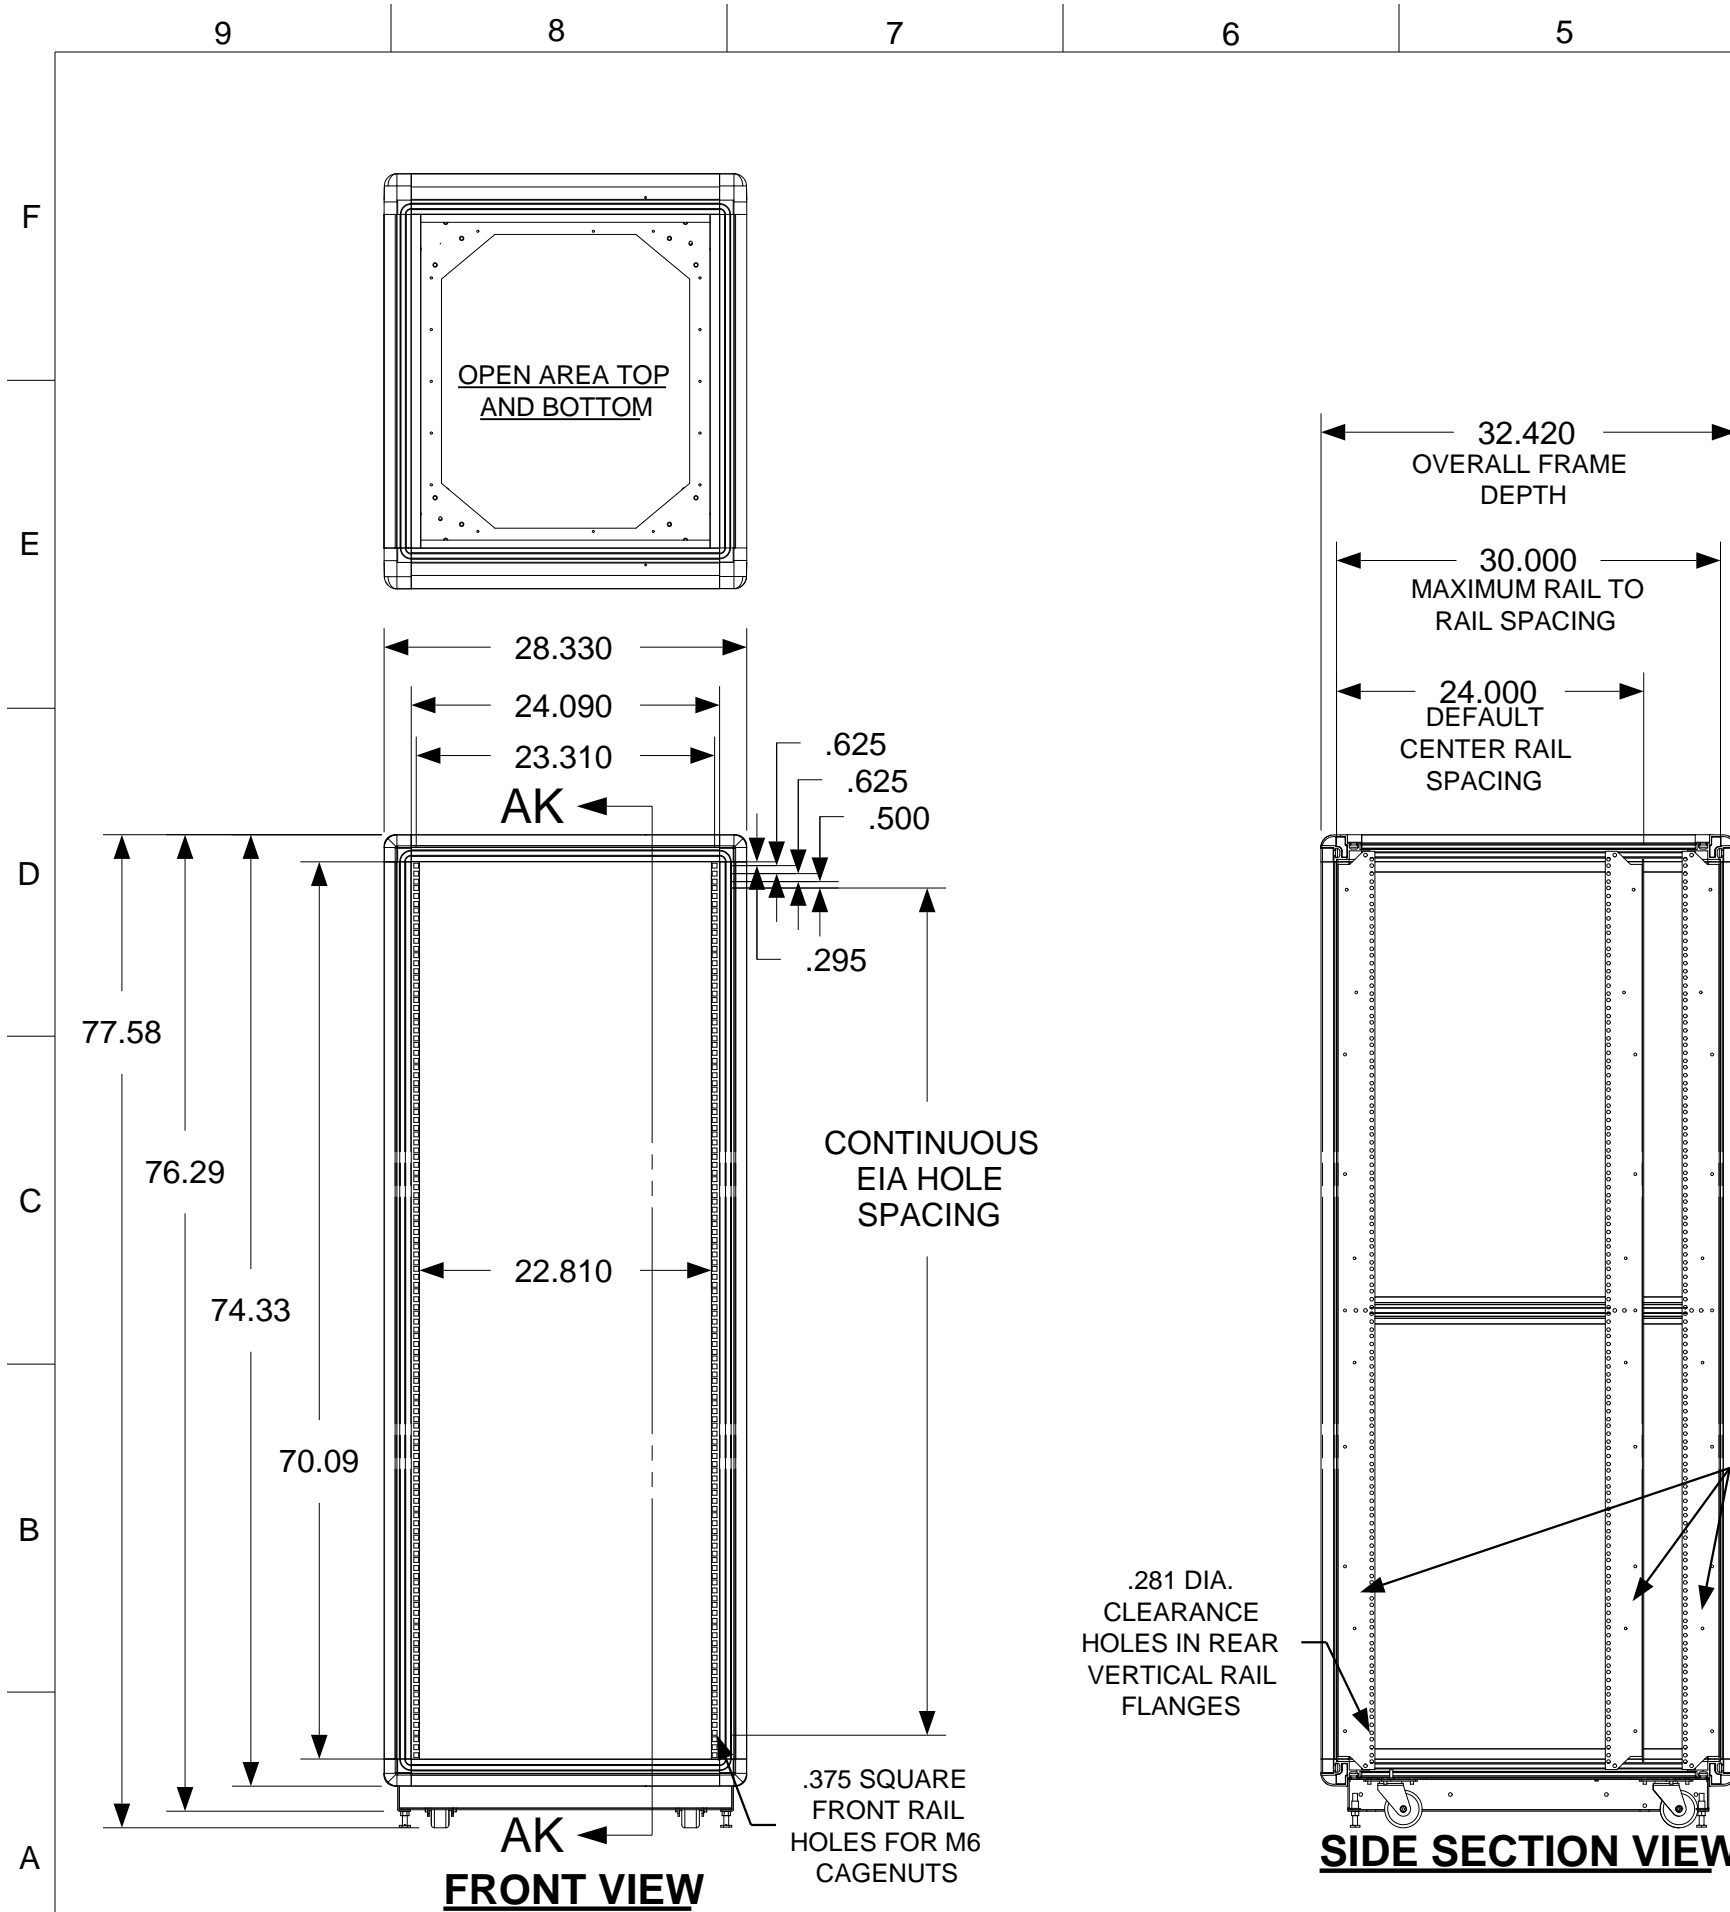 9
8
7
6
5
F
E
D
C
B
A
OPEN AREA TOP
AND BOTTOM
28.330
24.090
23.310
AK
.625
.625
.500
.295
77.58
76.29
74.33
70.09
22.810
CONTINUOUS
EIA HOLE
SPACING
.375 SQUARE
FRONT RAIL
HOLES FOR M6
CAGENUTS
AK
FRONT VIEW
32.420
OVERALL FRAME
DEPTH
30.000
MAXIMUM RAIL TO
RAIL SPACING
24.000
DEFAULT
CENTER RAIL
SPACING
.281 DIA.
CLEARANCE
HOLES IN REAR
VERTICAL RAIL
FLANGES
SIDE SECTION VIEW